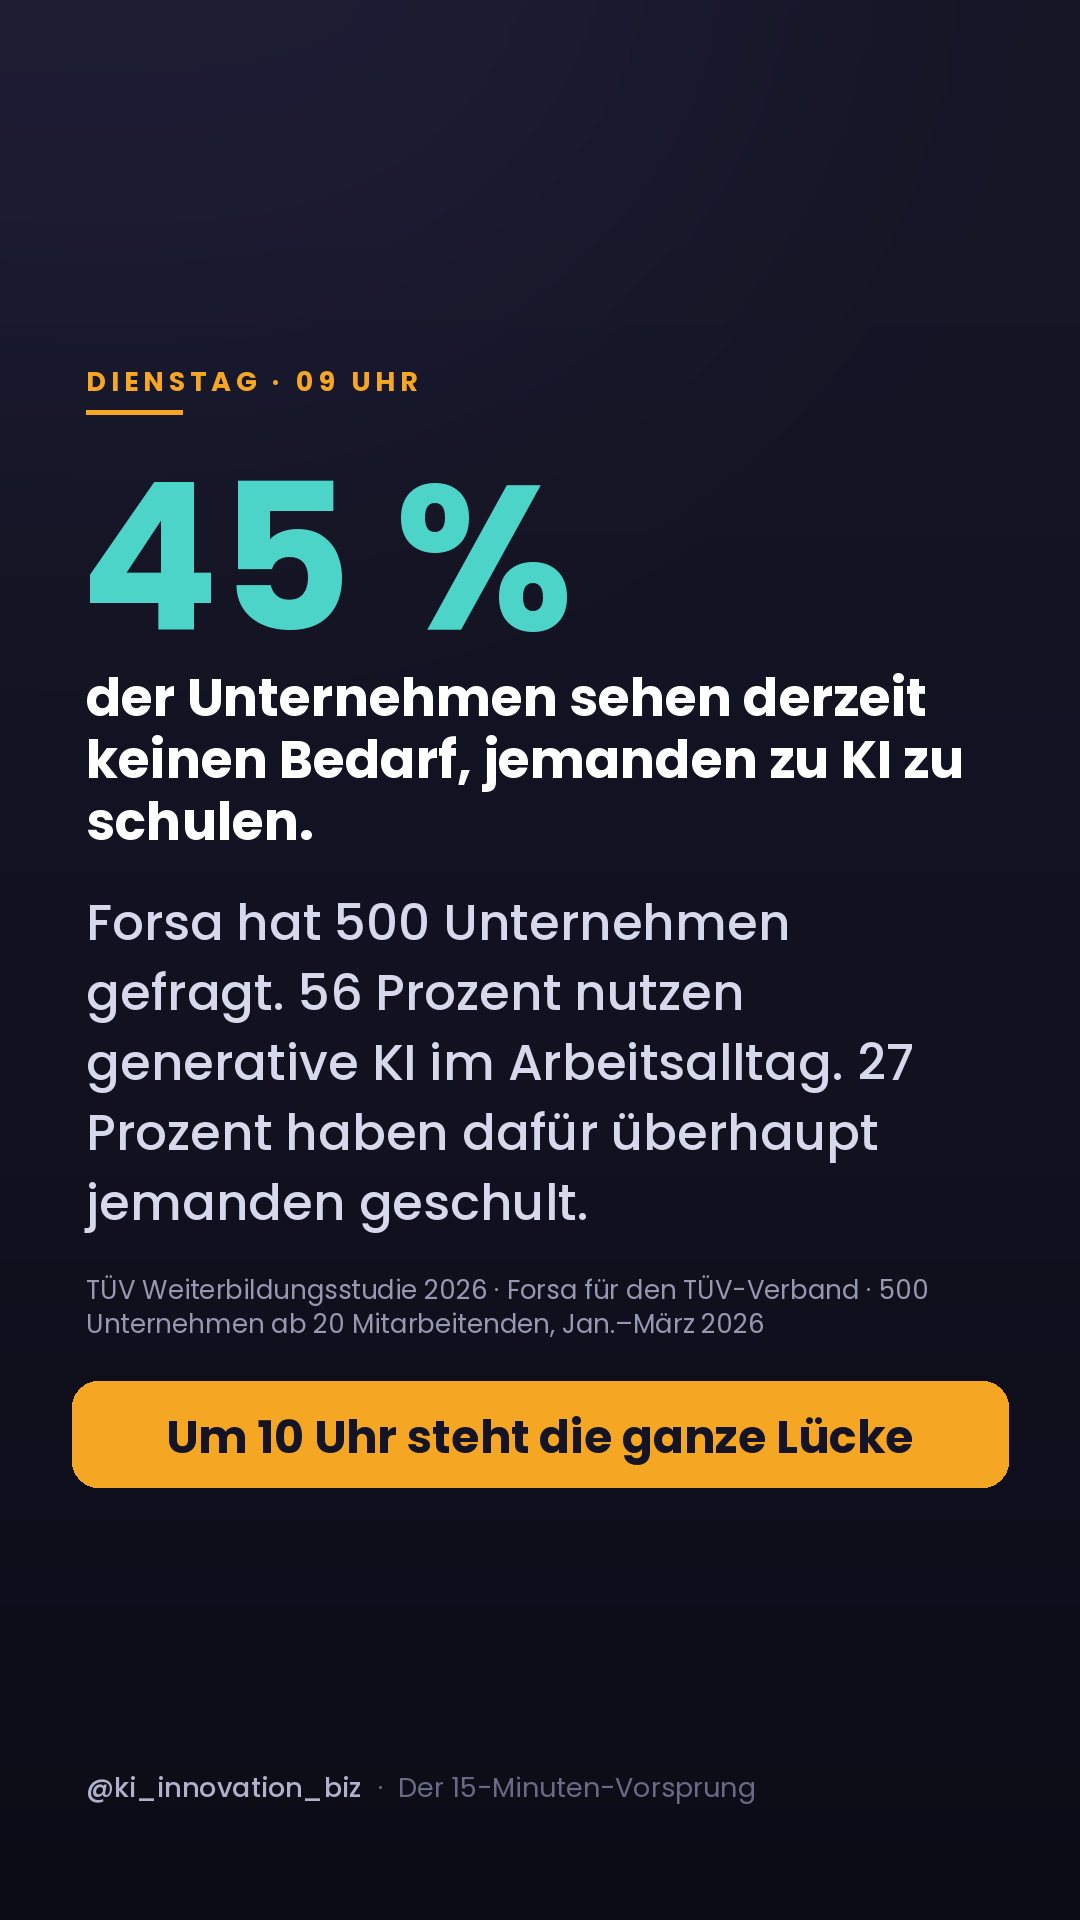 DIENSTAG · 09 UHR
45 %
der Unternehmen sehen derzeit
keinen Bedarf, jemanden zu KI zu
schulen.
Forsa hat 500 Unternehmen
gefragt. 56 Prozent nutzen
generative KI im Arbeitsalltag. 27
Prozent haben dafür überhaupt
jemanden geschult.
TÜV Weiterbildungsstudie 2026 · Forsa für den TÜV-Verband · 500
Unternehmen ab 20 Mitarbeitenden, Jan.–März 2026
Um 10 Uhr steht die ganze Lücke
@ki_innovation_biz · Der 15-Minuten-Vorsprung